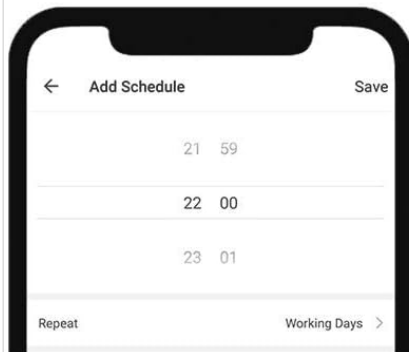 Add Schedule Save
21 59
22 00
23 01
Repeat Working Days